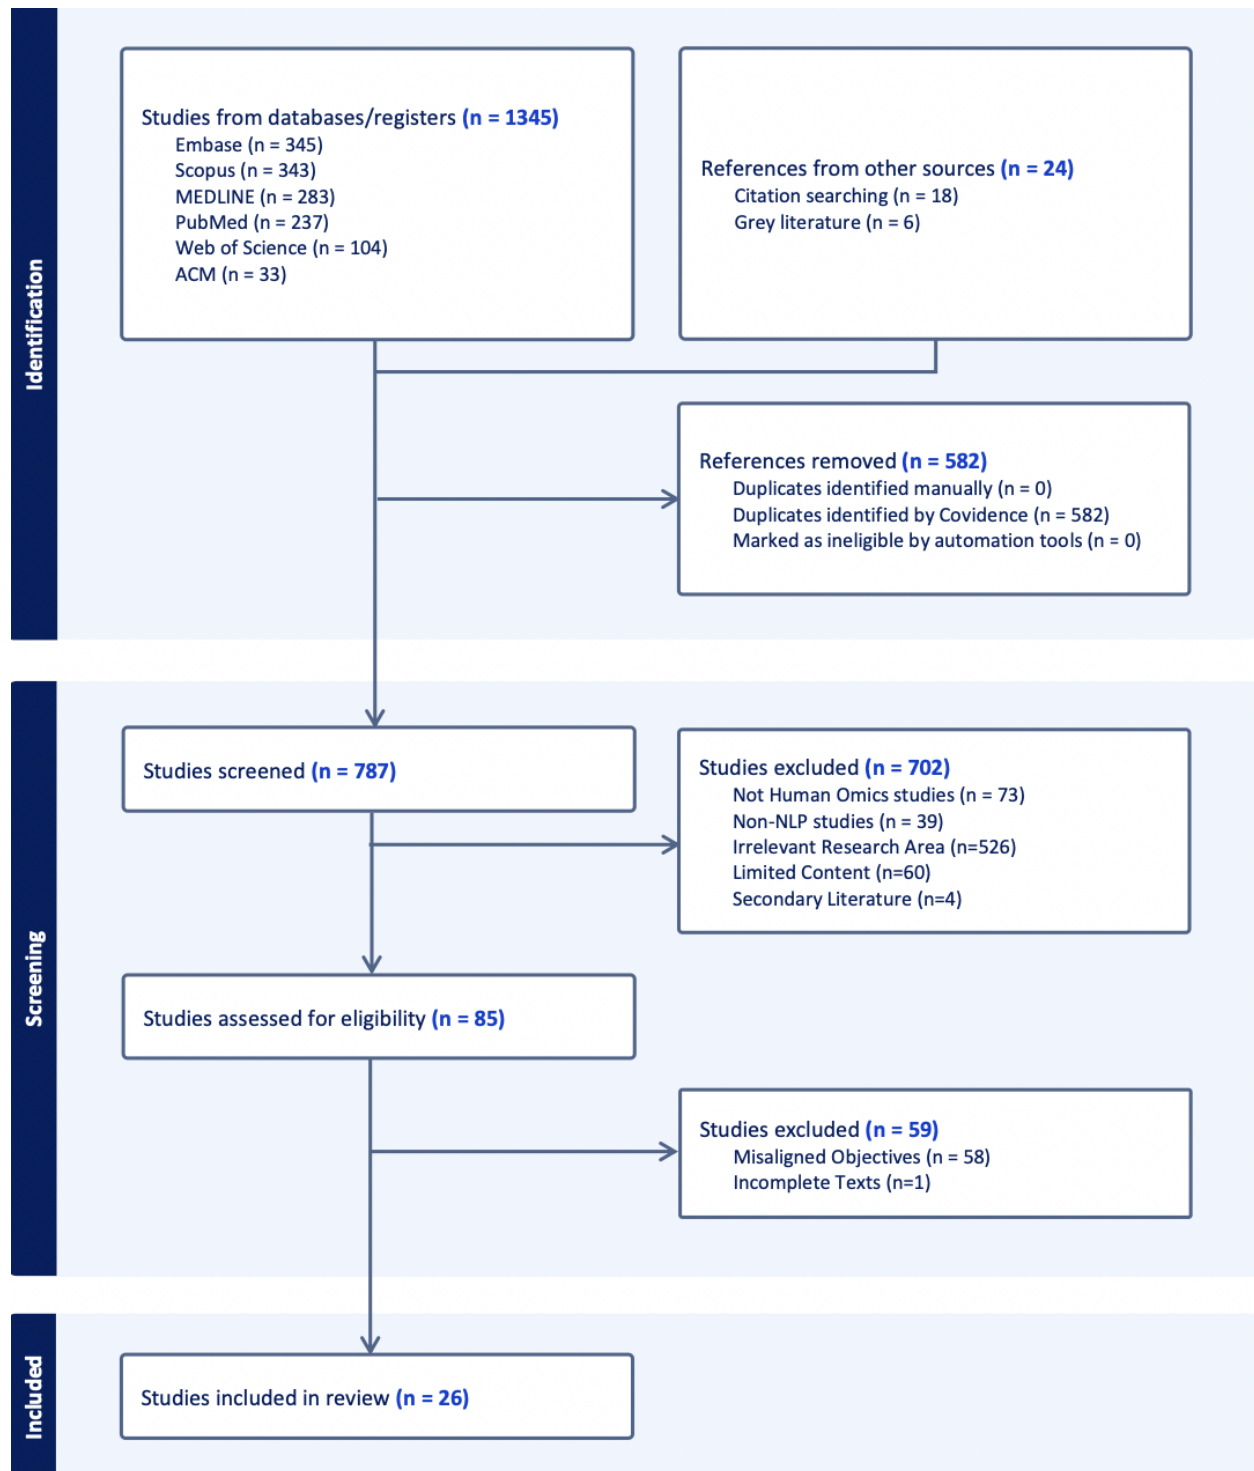 Identification
Studies from databases/registers (n = 1345)
Embase (n = 345)
Scopus (n = 343)
MEDLINE (n = 283)
PubMed (n = 237)
Web of Science (n = 104)
ACM (n = 33)
References from other sources (n = 24)
Citation searching (n = 18)
Grey literature (n = 6)
References removed (n = 582)
Duplicates identified manually (n = 0)
Duplicates identified by Covidence (n = 582)
Marked as ineligible by automation tools (n = 0)
Screening
Studies screened (n = 787)
Studies excluded (n = 702)
Not Human Omics studies (n = 73)
Non-NLP studies (n = 39)
Irrelevant Research Area (n=526)
Limited Content (n=60)
Secondary Literature (n=4)
Studies assessed for eligibility (n = 85)
Studies excluded (n = 59)
Misaligned Objectives (n = 58)
Incomplete Texts (n=1)
Included
Studies included in review (n = 26)